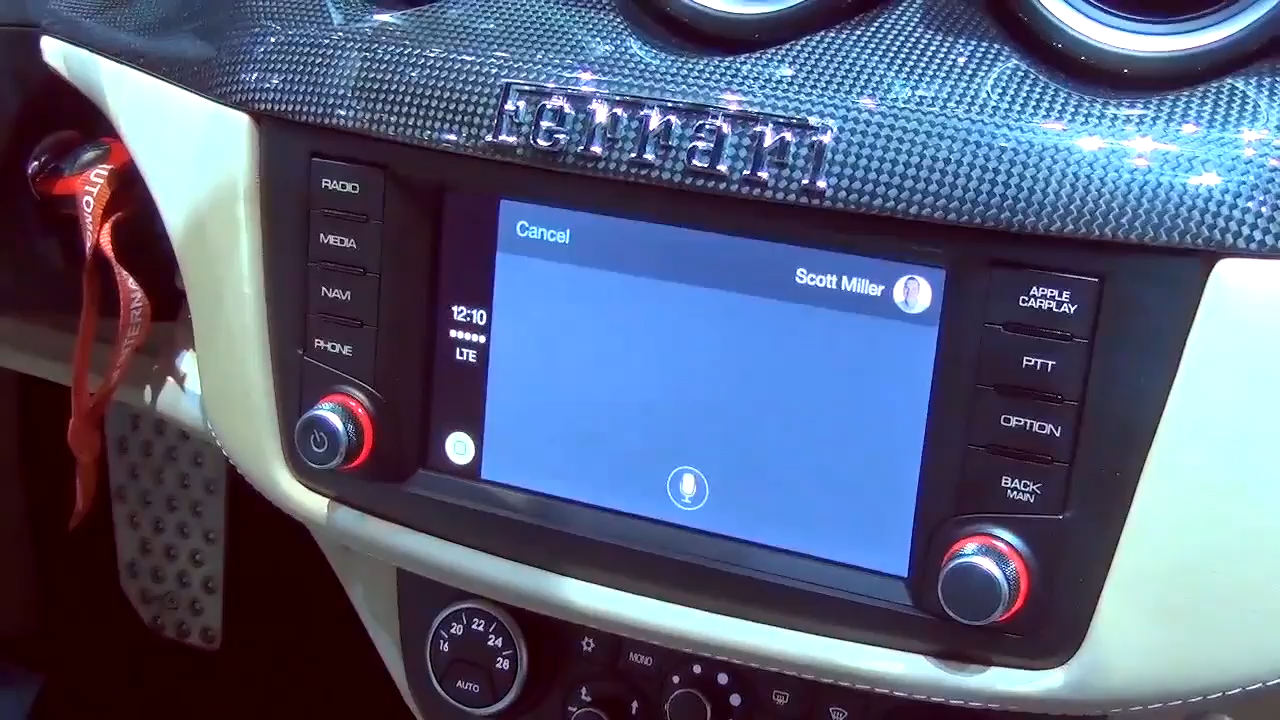 Ferrari
RADIO
MEDIA
NAVI
PHONE
Cancel
Scott Miller
12:10
LTE
APPLE
CARPLAY
PTT
OPTION
BACK
MAIN
16 20 22 24 28
AUTO
MONO